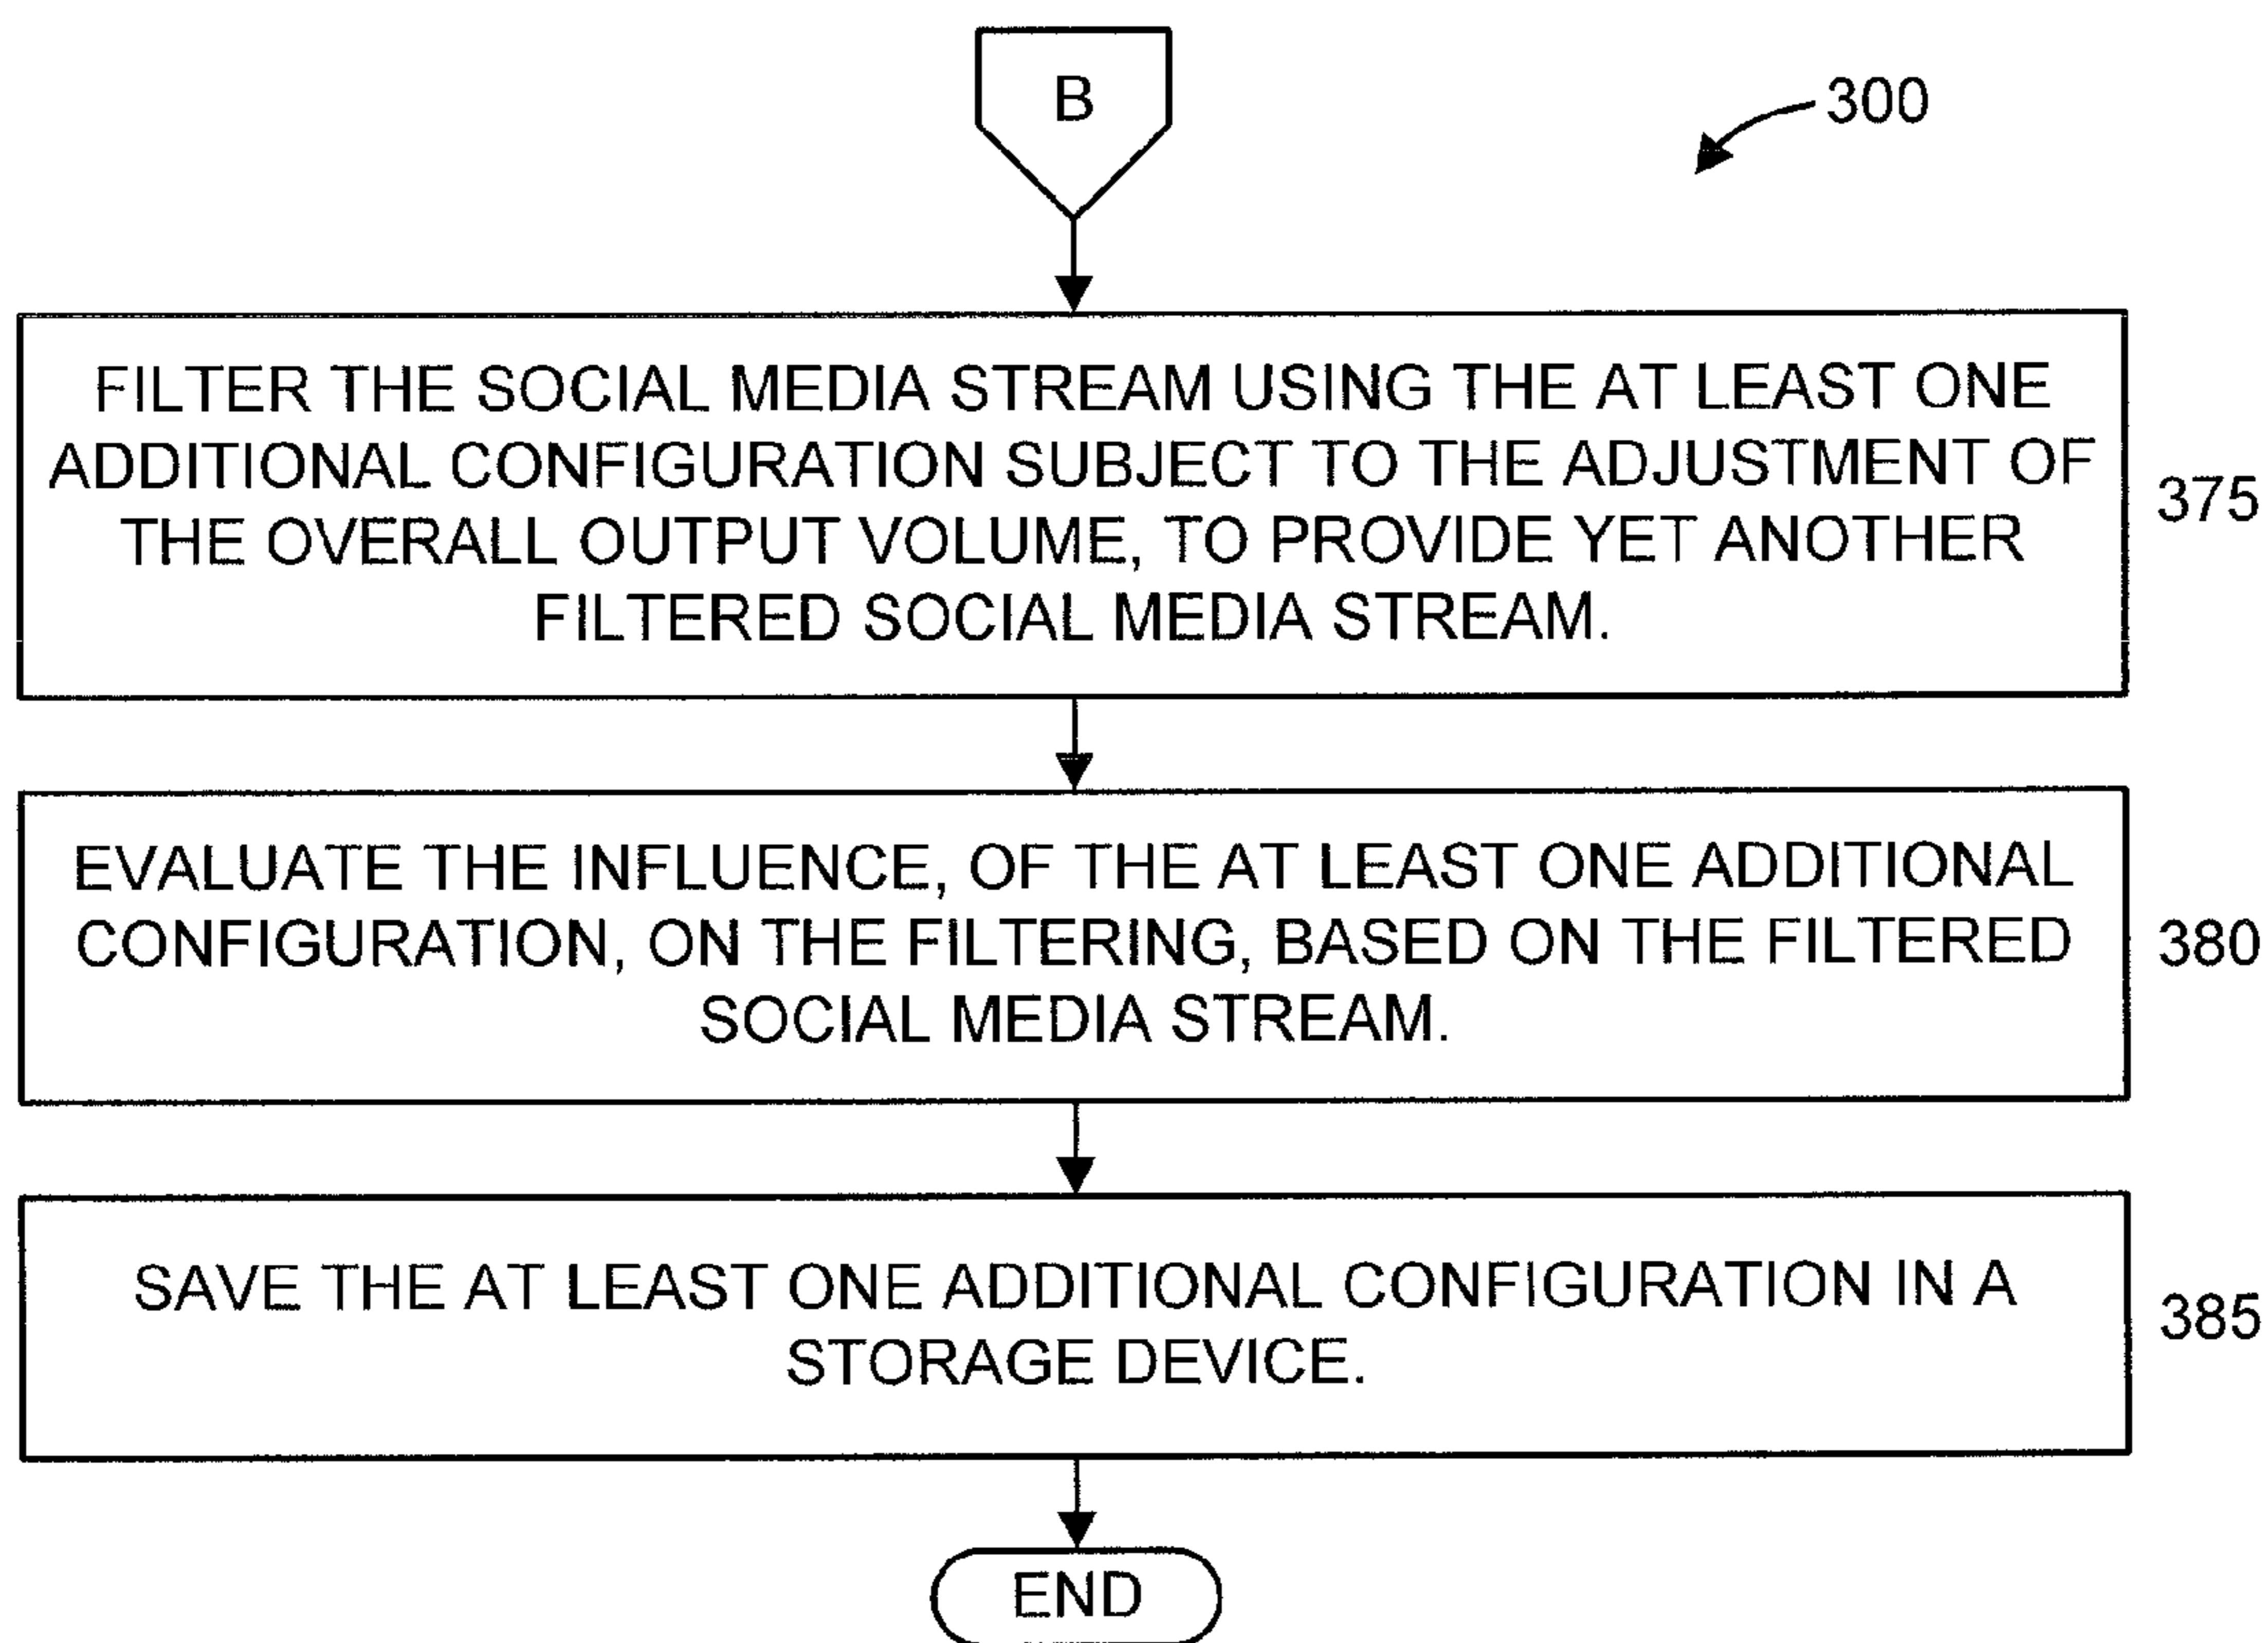 B
300
FILTER THE SOCIAL MEDIA STREAM USING THE AT LEAST ONE
ADDITIONAL CONFIGURATION SUBJECT TO THE ADJUSTMENT OF
THE OVERALL OUTPUT VOLUME, TO PROVIDE YET ANOTHER
FILTERED SOCIAL MEDIA STREAM.
375
EVALUATE THE INFLUENCE, OF THE AT LEAST ONE ADDITIONAL
CONFIGURATION, ON THE FILTERING, BASED ON THE FILTERED
SOCIAL MEDIA STREAM.
380
SAVE THE AT LEAST ONE ADDITIONAL CONFIGURATION IN A
STORAGE DEVICE.
385
END